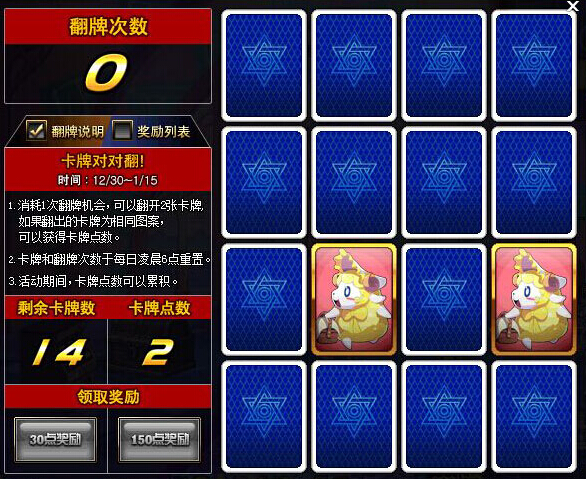 翻牌次数
0
翻牌说明 奖励列表
卡牌对对翻!
时间：12/30~1/15
1.消耗1次翻牌机会，可以翻开2张卡牌，
如果翻出的卡牌为相同图案，
可以获得卡牌点数。
2.卡牌和翻牌次数于每日凌晨6点重置。
3.活动期间，卡牌点数可以累积。
剩余卡牌数 卡牌点数
14 2
领取奖励
30点奖励 150点奖励